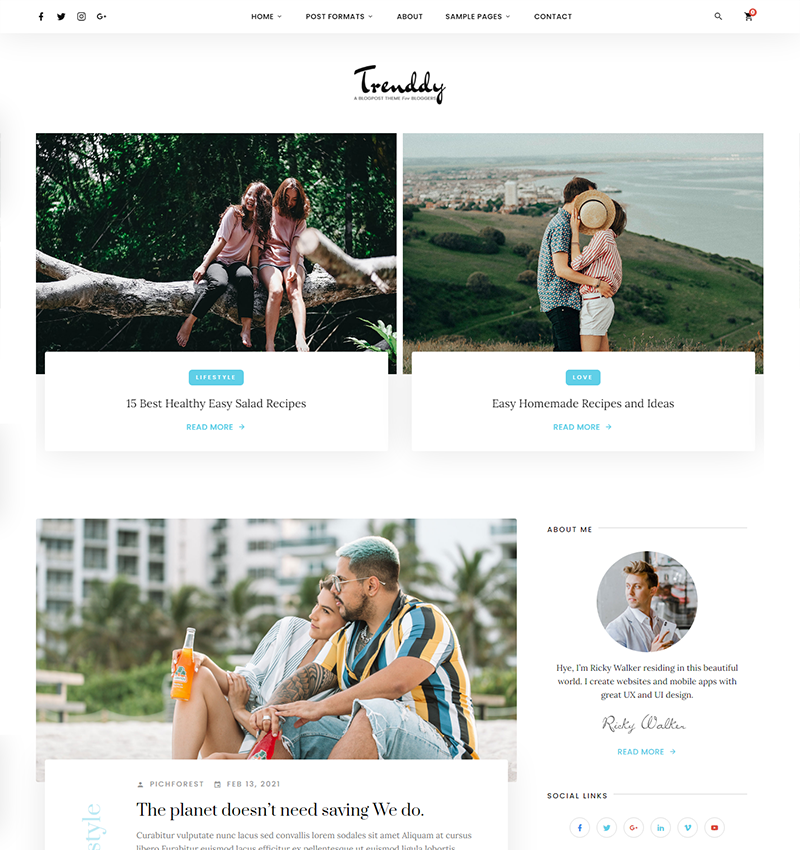 HOME POST FORMATS ABOUT SAMPLE PAGES CONTACT
0
Trenddy
A BLOGPOST THEME For BLOGGERS
LIFESTYLE
15 Best Healthy Easy Salad Recipes
READ MORE →
LOVE
Easy Homemade Recipes and Ideas
READ MORE →
ABOUT ME
Hye, I'm Ricky Walker residing in this beautiful
world. I create websites and mobile apps with
great UX and UI design.
Ricky Walker
READ MORE →
SOCIAL LINKS
PICHFOREST FEB 13, 2021
The planet doesn't need saving We do.
Curabitur vulputate nunc lacus sed convallis lorem sodales sit amet Aliquam at cursus
libero Furabitur euismod lacus efficitur ex pellentesque ut euismod ligula lobortis
style